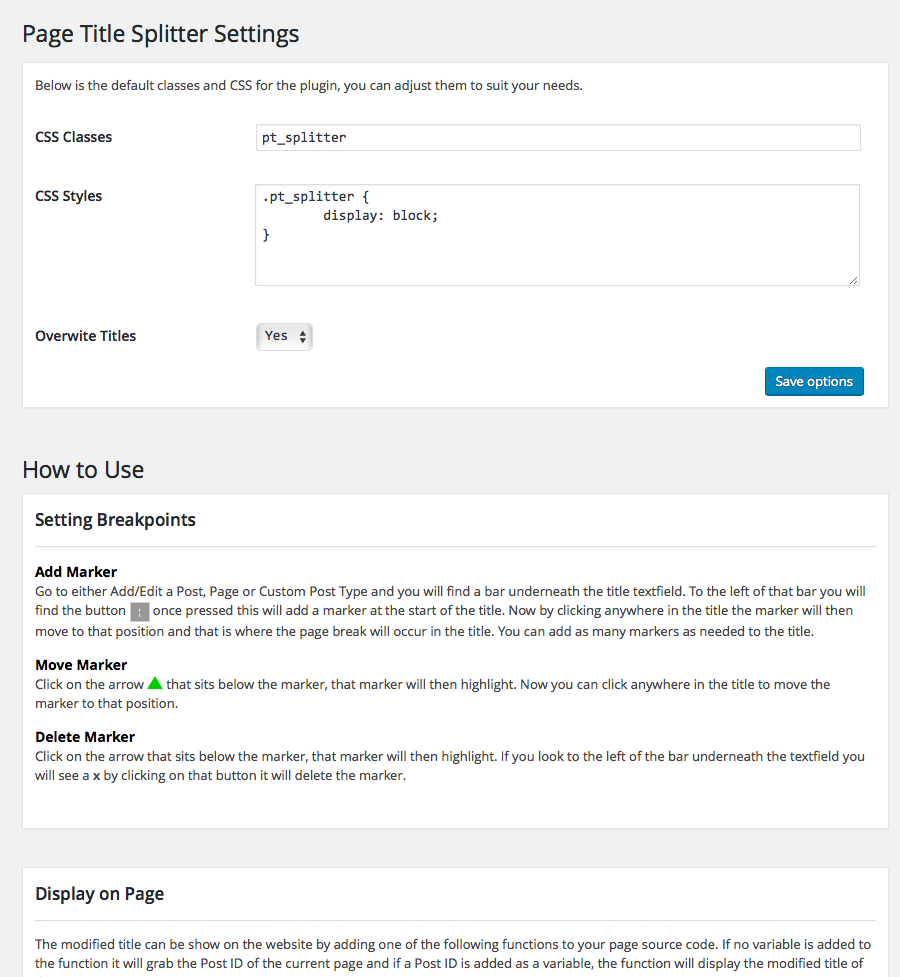 Page Title Splitter Settings
Below is the default classes and CSS for the plugin, you can adjust them to suit your needs.
CSS Classes
pt_splitter
CSS Styles
.pt_splitter {
display: block;
}
Overwite Titles
Yes
Save options
How to Use
Setting Breakpoints
Add Marker
Go to either Add/Edit a Post, Page or Custom Post Type and you will find a bar underneath the title textfield. To the left of that bar you will
find the button once pressed this will add a marker at the start of the title. Now by clicking anywhere in the title the marker will then
move to that position and that is where the page break will occur in the title. You can add as many markers as needed to the title.
Move Marker
Click on the arrow that sits below the marker, that marker will then highlight. Now you can click anywhere in the title to move the
marker to that position.
Delete Marker
Click on the arrow that sits below the marker, that marker will then highlight. If you look to the left of the bar underneath the textfield you
will see a x by clicking on that button it will delete the marker.
Display on Page
The modified title can be show on the website by adding one of the following functions to your page source code. If no variable is added to
the function it will grab the Post ID of the current page and if a Post ID is added as a variable, the function will display the modified title of